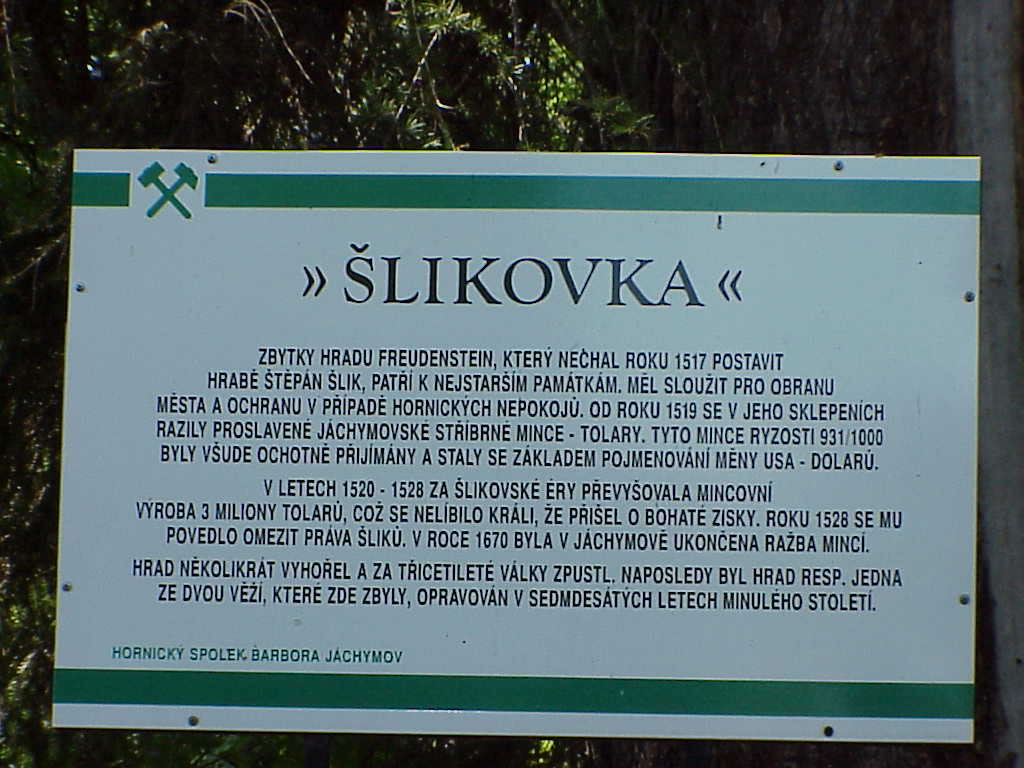 » ŠLIKOVKA «
ZBYTKY HRADU FREUDENSTEIN, KTERÝ NECHAL ROKU 1517 POSTAVIT
HRABĚ ŠTĚPÁN ŠLIK, PATŘÍ K NEJSTARŠÍM PAMÁTKÁM. MĚL SLOUŽIT PRO OBRANU
MĚSTA A OCHRANU V PŘÍPADĚ HORNICKÝCH NEPOKOJŮ. OD ROKU 1519 SE V JEHO SKLEPENÍCH
RAZILY PROSLAVENÉ JÁCHYMOVSKÉ STŘÍBRNÉ MINCE - TOLARY. TYTO MINCE RYZOSTI 931/1000
BYLY VŠUDE OCHOTNĚ PŘIJÍMÁNY A STALY SE ZÁKLADEM POJMENOVÁNÍ MĚNY USA - DOLARŮ.
V LETECH 1520 - 1528 ZA ŠLIKOVSKÉ ÉRY PŘEVYŠOVALA MINCOVNÍ
VÝROBA 3 MILIONY TOLARŮ, COŽ SE NELÍBILO KRÁLI, ŽE PŘIŠEL O BOHATÉ ZISKY. ROKU 1528 SE MU
POVEDLO OMEZIT PRÁVA ŠLIKŮ. V ROCE 1670 BYLA V JÁCHYMOVĚ UKONČENA RAŽBA MINCÍ.
HRAD NĚKOLIKRÁT VYHOŘEL A ZA TŘICETILETÉ VÁLKY ZPUSTL. NAPOSLEDY BYL HRAD RESP. JEDNA
ZE DVOU VĚŽÍ, KTERÉ ZDE ZBYLY, OPRAVOVÁN V SEDMDESÁTÝCH LETECH MINULÉHO STOLETÍ.
HORNICKÝ SPOLEK BARBORA JÁCHYMOV